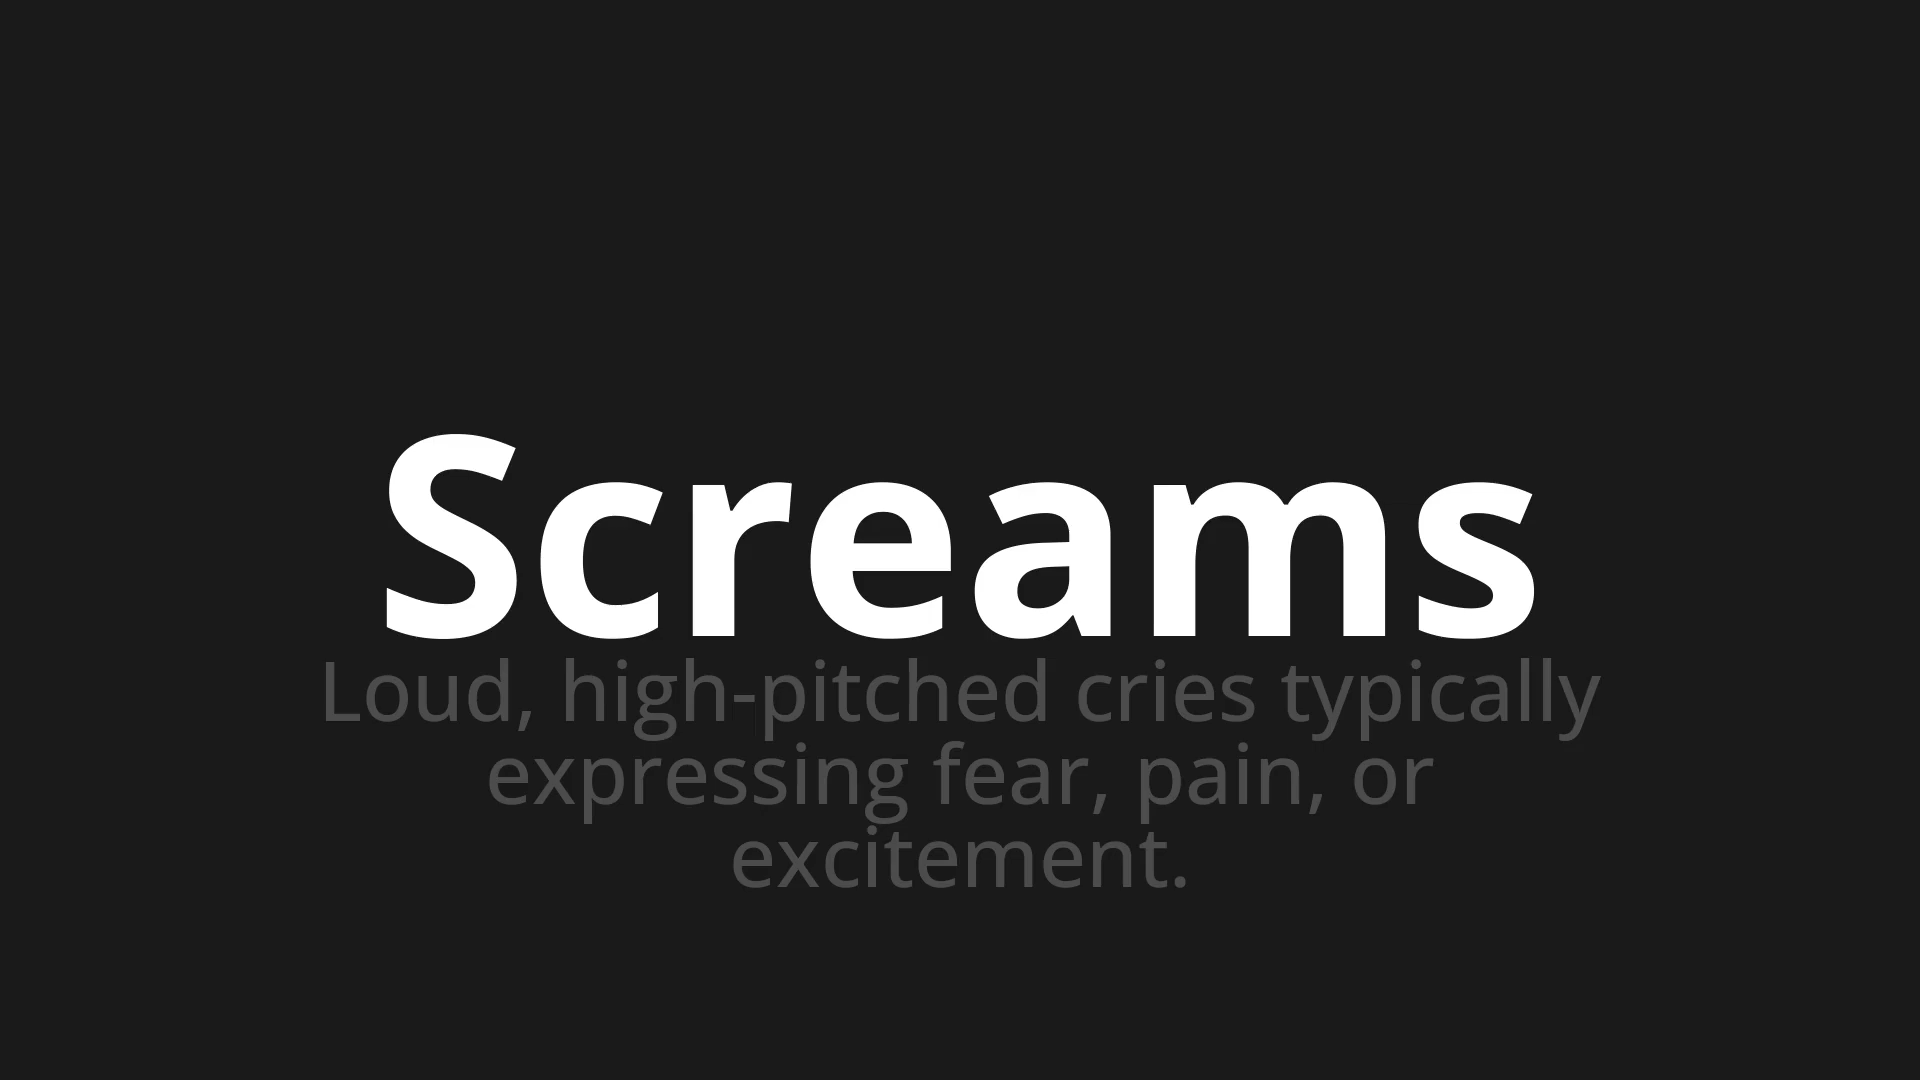 Screams
Loud, high-pitched cries typically
expressing fear, pain, or
excitement.